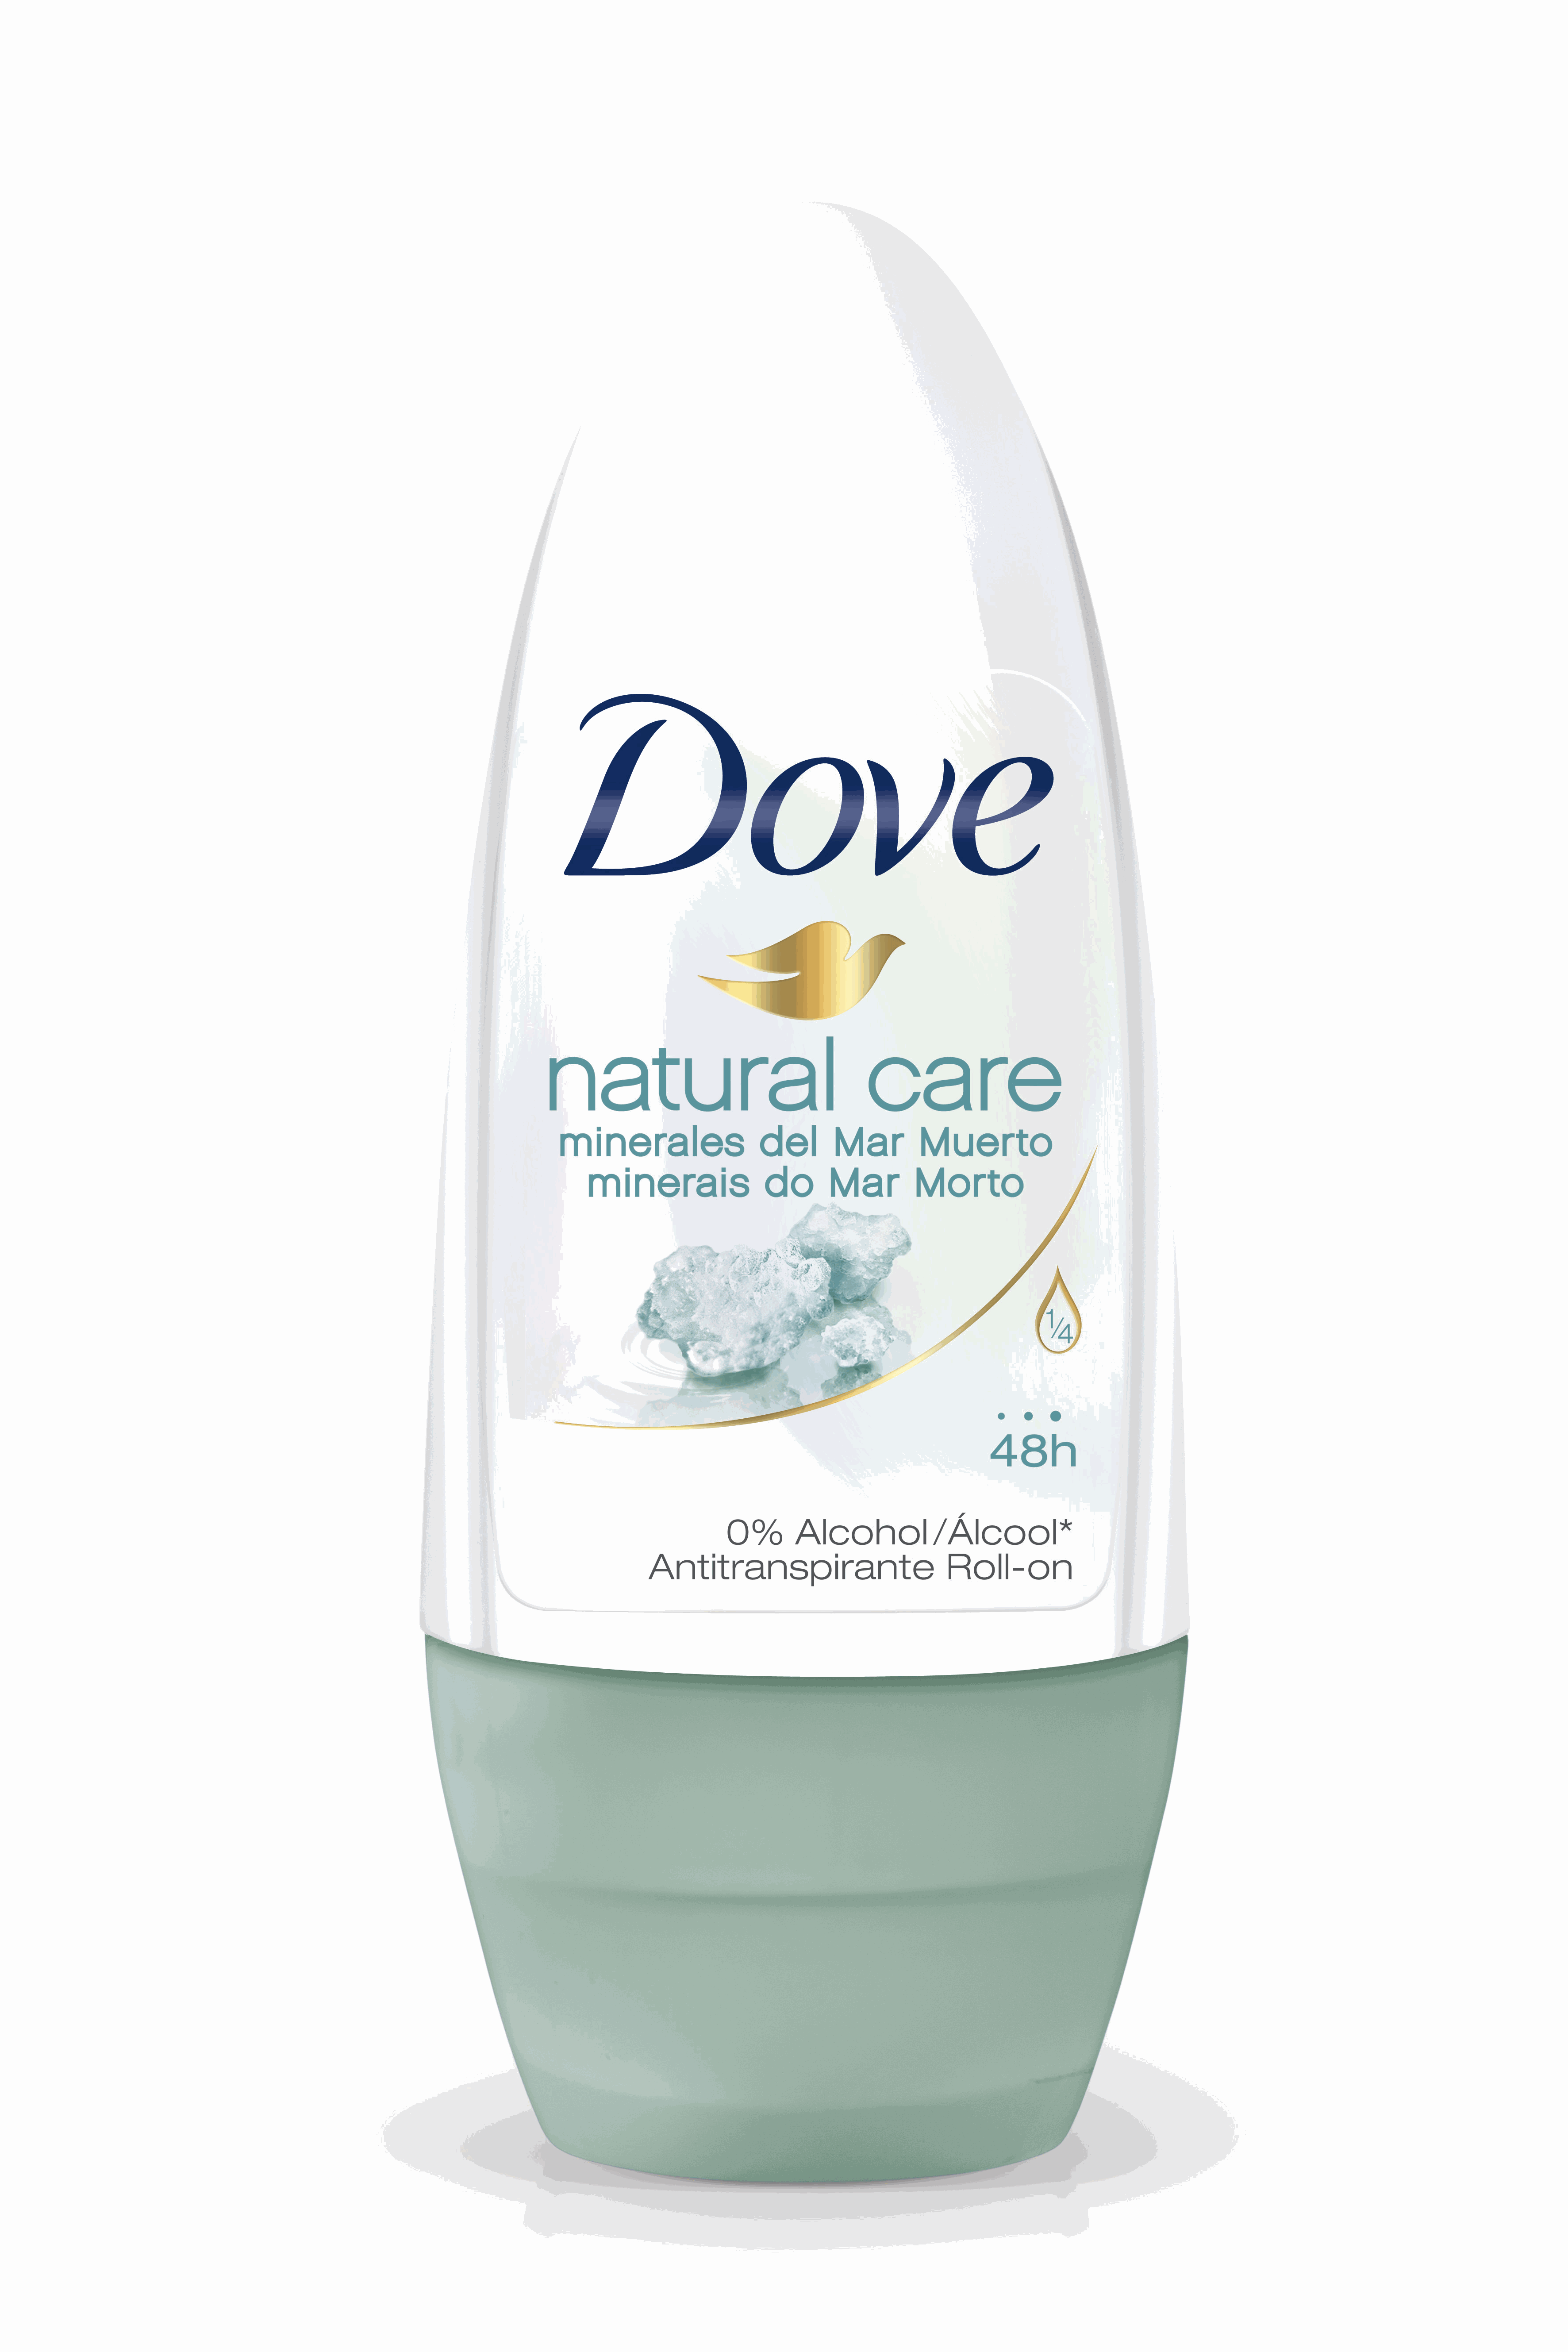 Dove
natural care
minerales del Mar Muerto
minerais do Mar Morto
1/4
48h
0% Alcohol/Álcool*
Antitranspirante Roll-on